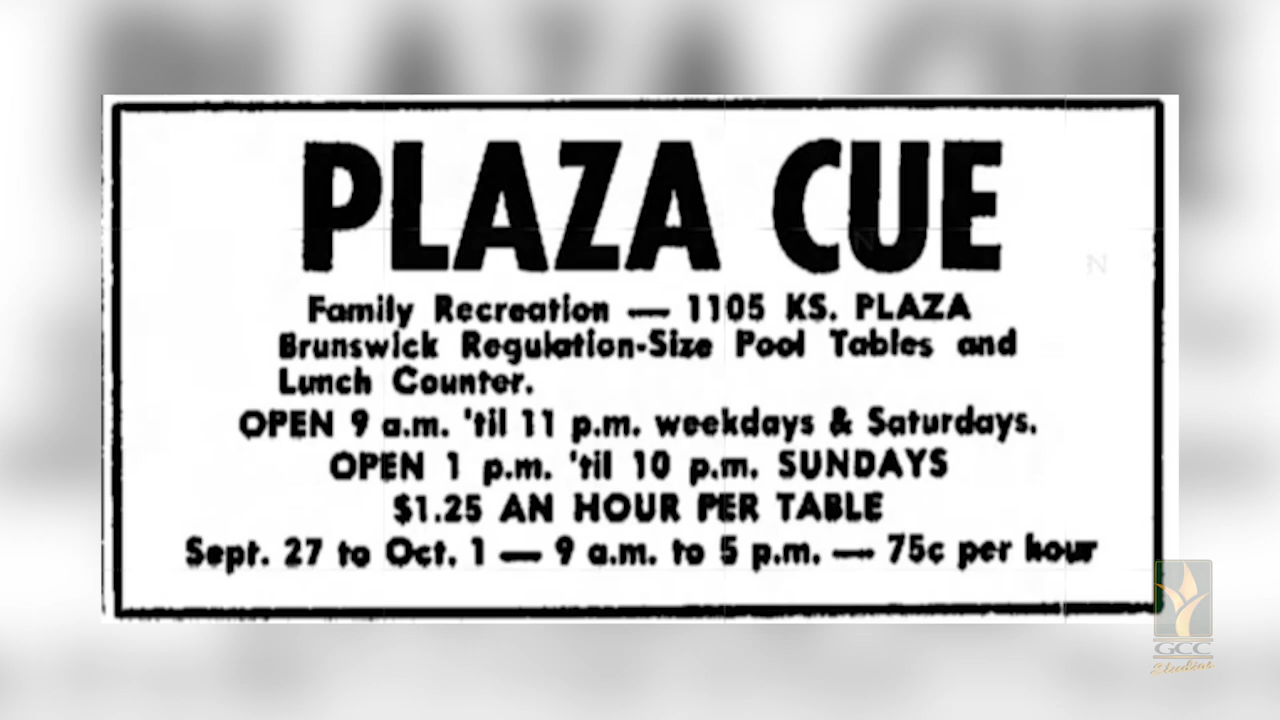 PLAZA CUE
Family Recreation — 1105 KS. PLAZA
Brunswick Regulation-Size Pool Tables and
Lunch Counter.
OPEN 9 a.m. 'til 11 p.m. weekdays & Saturdays.
OPEN 1 p.m. 'til 10 p.m. SUNDAYS
$1.25 AN HOUR PER TABLE
Sept. 27 to Oct. 1 — 9 a.m. to 5 p.m. — 75c per hour
GCC
Studios